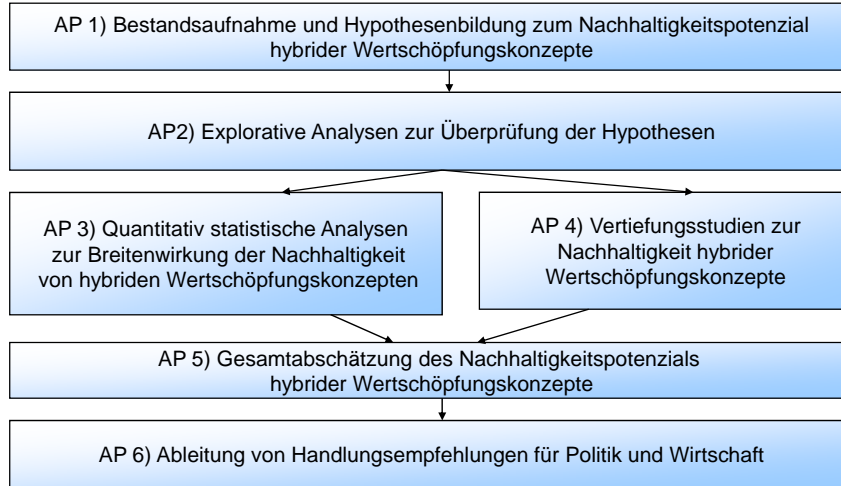 AP 1) Bestandsaufnahme und Hypothesenbildung zum Nachhaltigkeitspotenzial
hybrider Wertschöpfungskonzepte
AP2) Explorative Analysen zur Überprüfung der Hypothesen
AP 3) Quantitativ statistische Analysen
zur Breitenwirkung der Nachhaltigkeit
von hybriden Wertschöpfungskonzepten
AP 4) Vertiefungsstudien zur
Nachhaltigkeit hybrider
Wertschöpfungskonzepte
AP 5) Gesamtabschätzung des Nachhaltigkeitspotenzials
hybrider Wertschöpfungskonzepte
AP 6) Ableitung von Handlungsempfehlungen für Politik und Wirtschaft